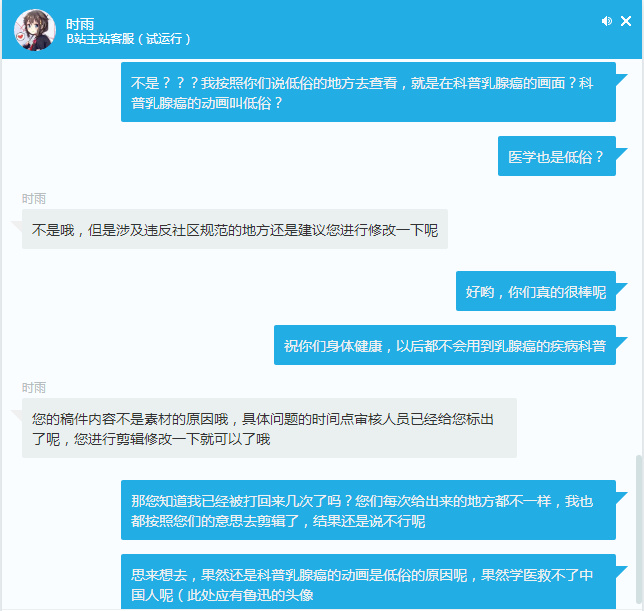 时雨
B站主站客服（试运行）
不是？？？我按照你们说低俗的地方去查看，就是在科普乳腺癌的画面？科
普乳腺癌的动画叫低俗？
医学也是低俗？
时雨
不是哦，但是涉及违反社区规范的地方还是建议您进行修改一下呢
好哟，你们真的很棒呢
祝你们身体健康，以后都不会用到乳腺癌的疾病科普
时雨
您的稿件内容不是素材的原因哦，具体问题的时间点审核人员已经给您标出
了呢，您进行剪辑修改一下就可以了哦
那您知道我已经被打回来几次了吗？您们每次给出来的地方都不一样，我也
都按照您们的意思去剪辑了，结果还是说不行呢
思来想去，果然还是科普乳腺癌的动画是低俗的原因呢，果然学医救不了中
国人呢（此处应有鲁迅的头像